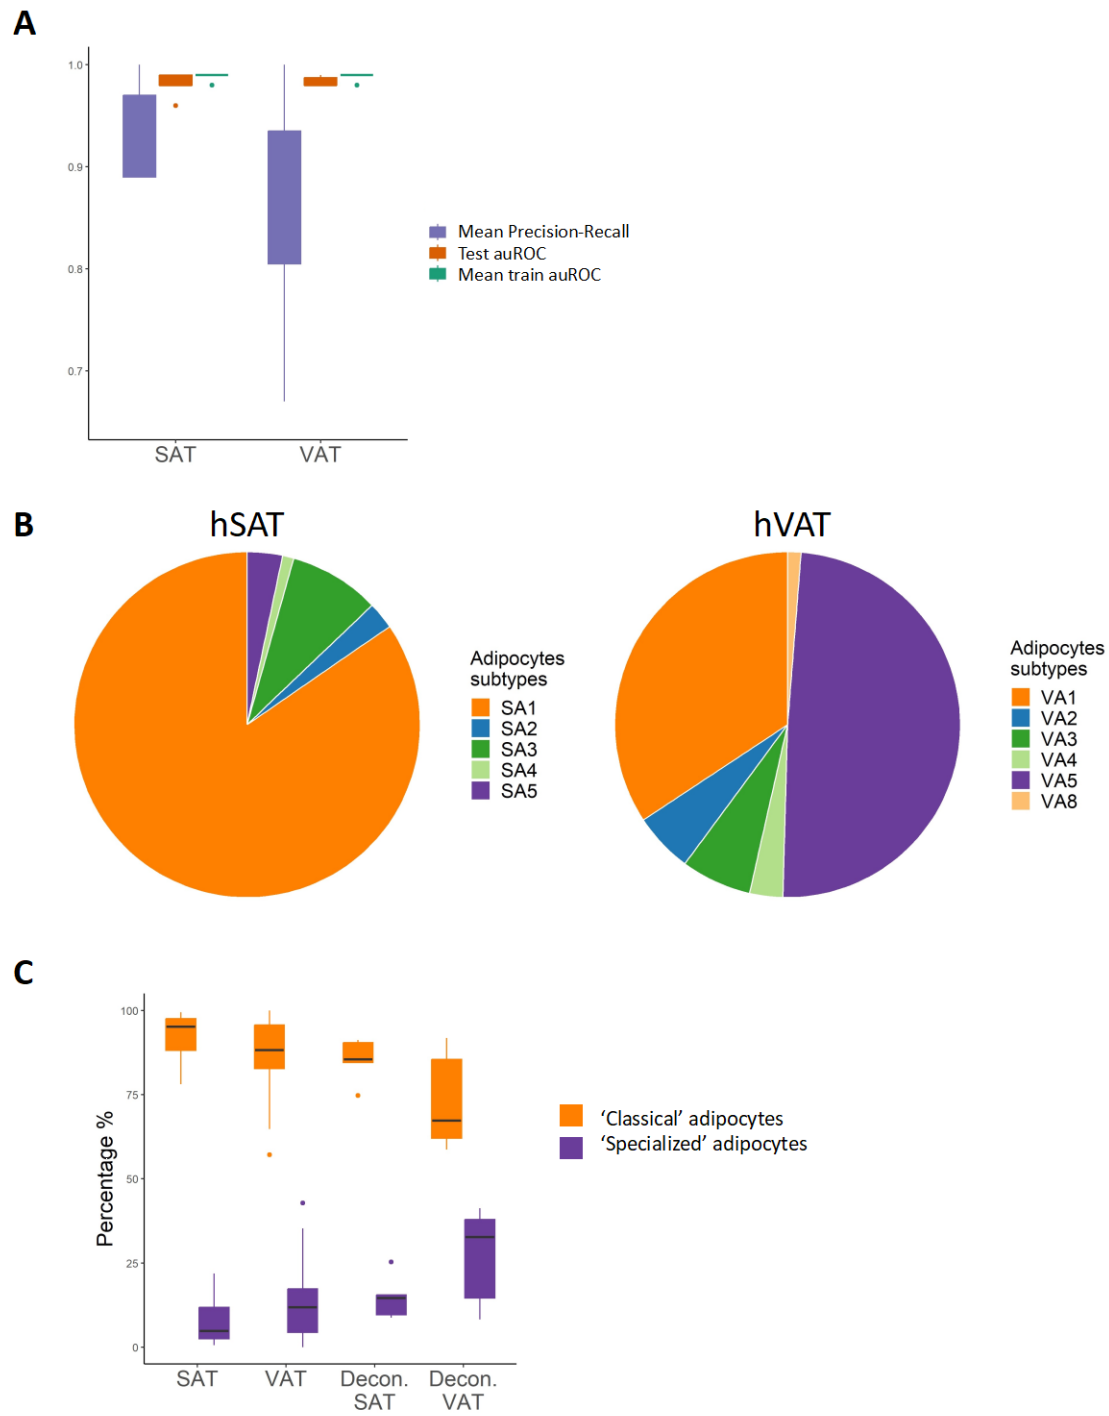 A
1.0
0.9
0.8
0.7
SAT
VAT
Mean Precision-Recall
Test auROC
Mean train auROC
B
hSAT
hVAT
Adipocytes
subtypes
SA1
SA2
SA3
SA4
SA5
Adipocytes
subtypes
VA1
VA2
VA3
VA4
VA5
VA8
C
Percentage %
100
75
50
25
0
SAT
VAT
Decon.
SAT
Decon.
VAT
‘Classical’ adipocytes
‘Specialized’ adipocytes